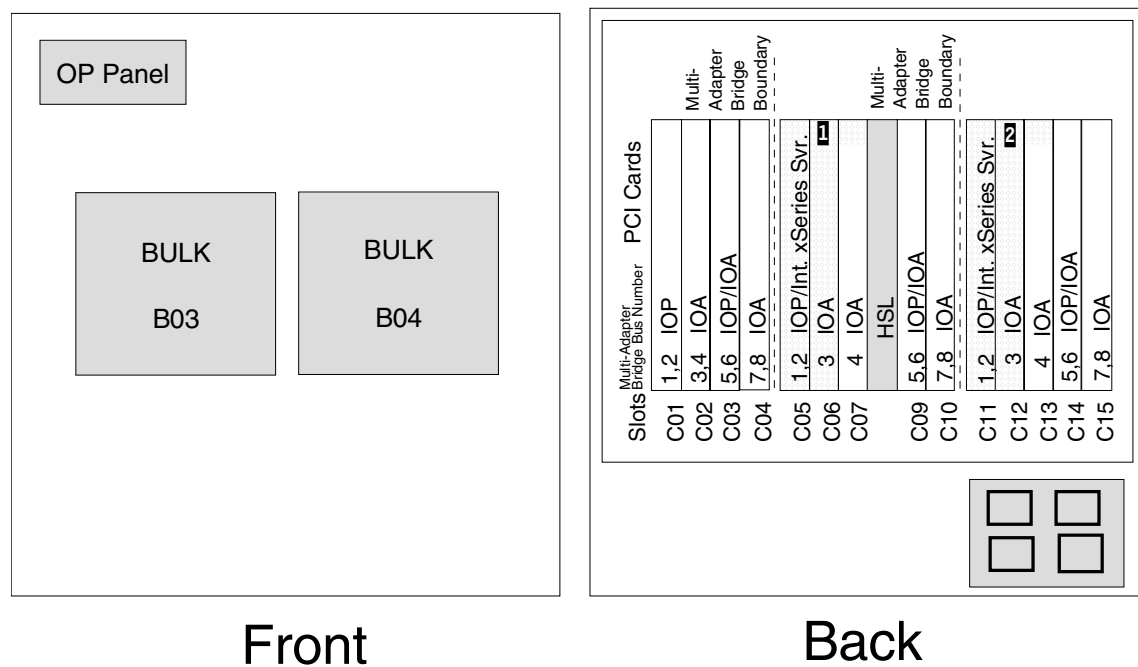 OP Panel
BULK
B03
BULK
B04
Front
Slots
Multi-Adapter
Bridge Bus Number
PCI Cards
C01 1,2 IOP
C02 3,4 IOA
C03 5,6 IOP/IOA
C04 7,8 IOA
Multi-
Adapter
Bridge
Boundary
C05 1,2 IOP/Int. xSeries Svr.
C06 3 IOA 1
C07 4 IOA
HSL
C09 5,6 IOP/IOA
C10 7,8 IOA
Multi-
Adapter
Bridge
Boundary
C11 1,2 IOP/Int. xSeries Svr.
C12 3 IOA 2
C13 4 IOA
C14 5,6 IOP/IOA
C15 7,8 IOA
Back